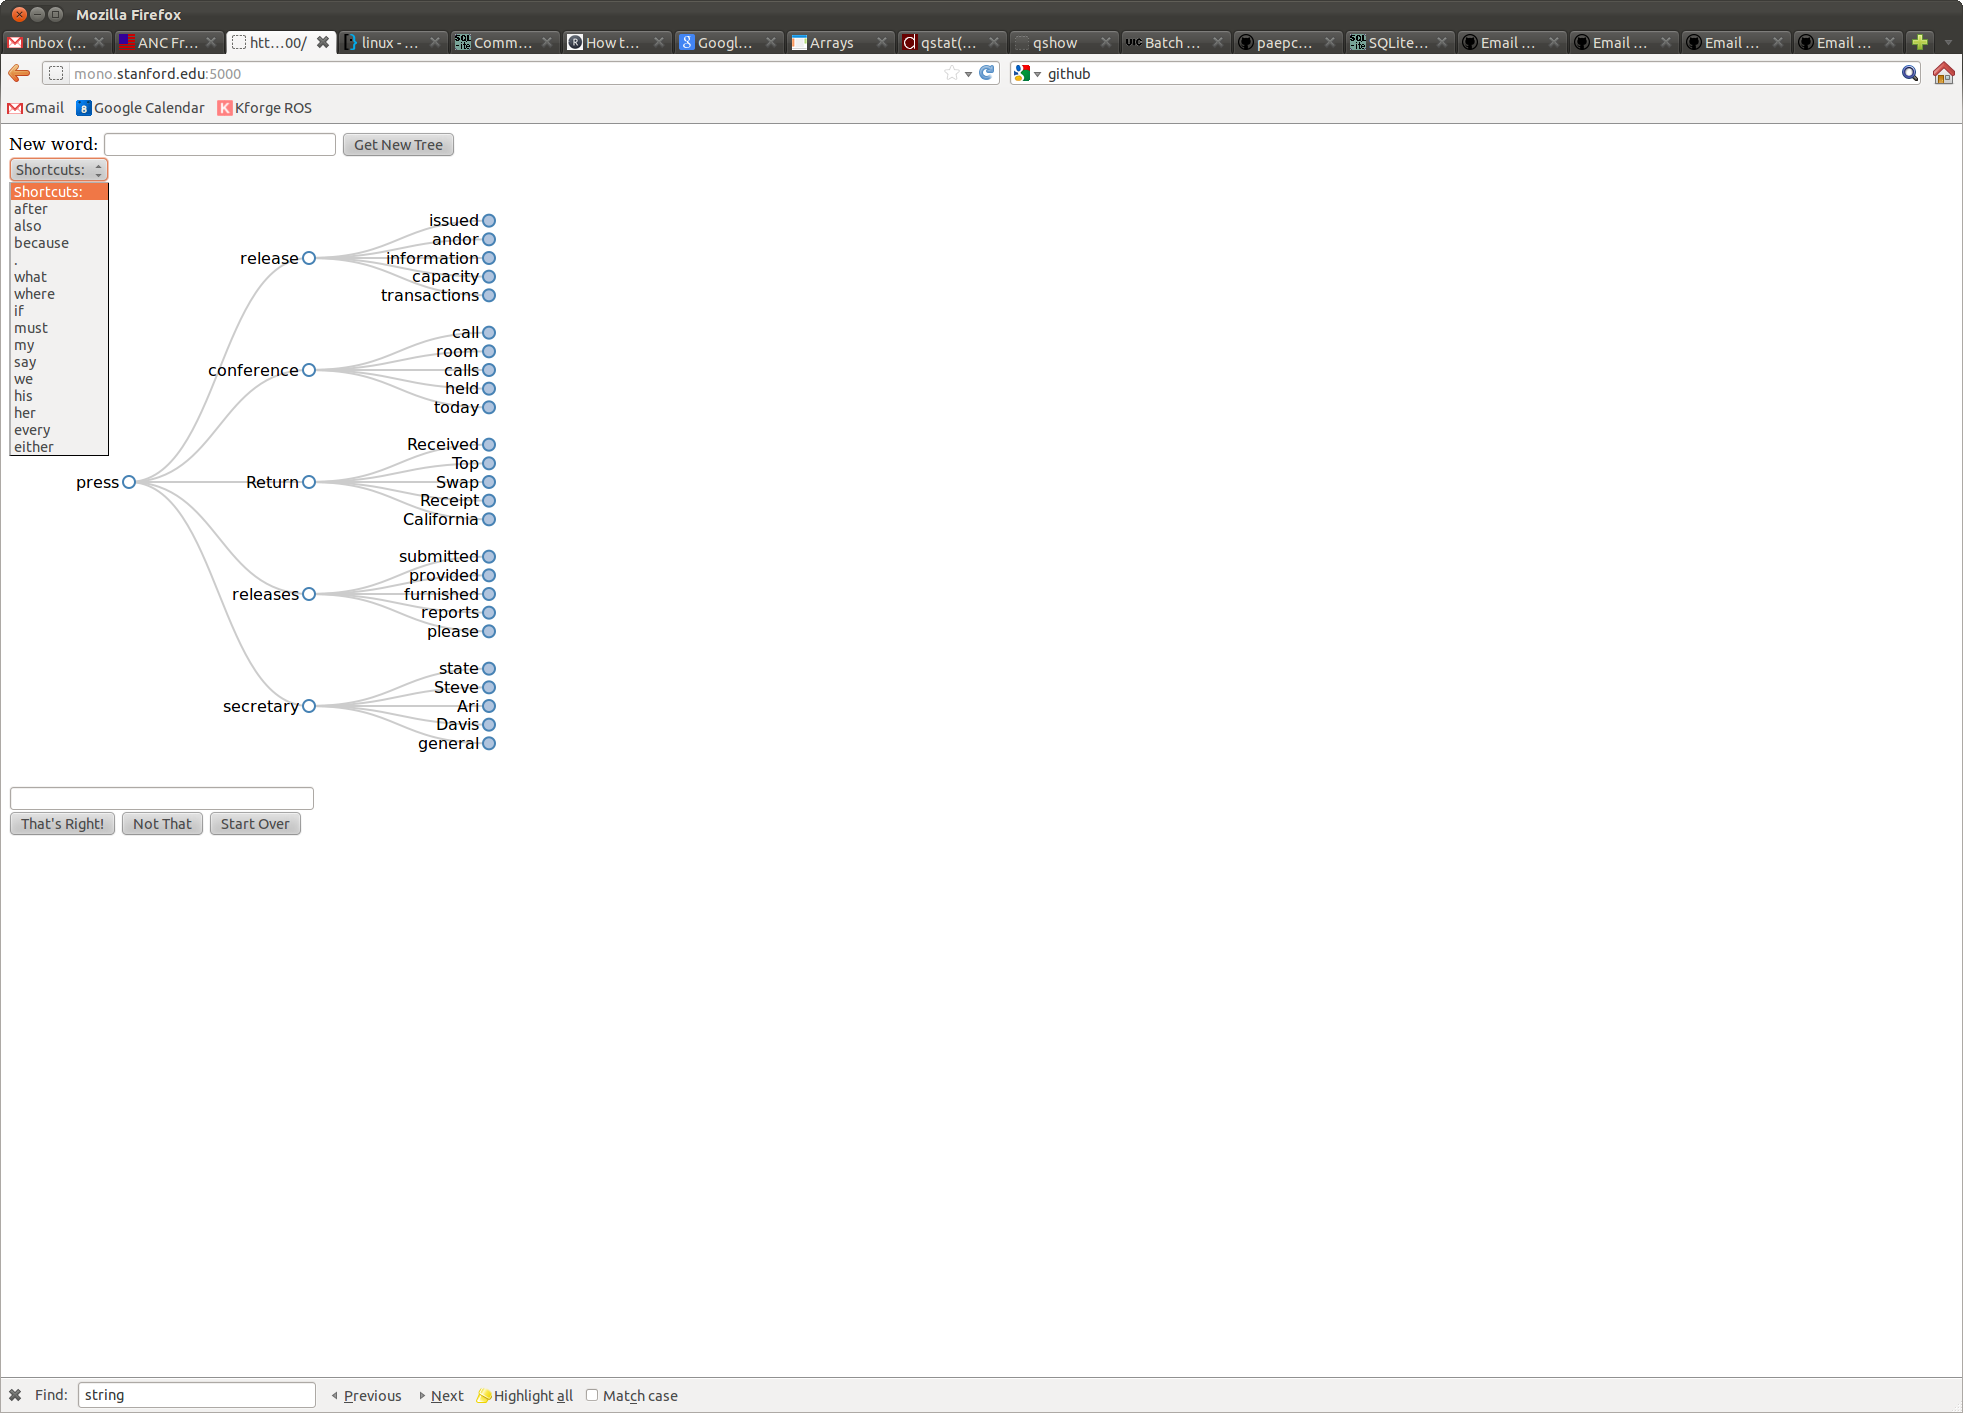 Mozilla Firefox
Inbox (... ANC Fr... htt...00/ linux - ... Comm... How t... Googl... Arrays qstat(... qshow Batch ... paepc... SQLite... Email ... Email ... Email ... Email ...
mono.stanford.edu:5000 github
Gmail Google Calendar Kforge ROS
New word: Get New Tree
Shortcuts:
Shortcuts:
after
also
because
.
what
where
if
must
my
say
we
his
her
every
either
press
release
issued
andor
information
capacity
transactions
conference
call
room
calls
held
today
Return
Received
Top
Swap
Receipt
California
releases
submitted
provided
furnished
reports
please
secretary
state
Steve
Ari
Davis
general
That's Right! Not That Start Over
Find: string Previous Next Highlight all Match case